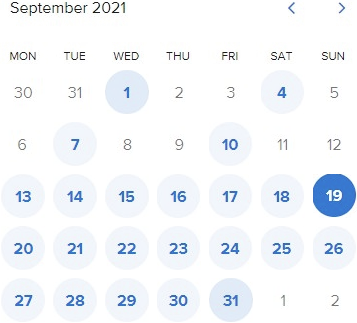 September 2021
MON TUE WED THU FRI SAT SUN
30 31 1 2 3 4 5
6 7 8 9 10 11 12
13 14 15 16 17 18 19
20 21 22 23 24 25 26
27 28 29 30 31 1 2